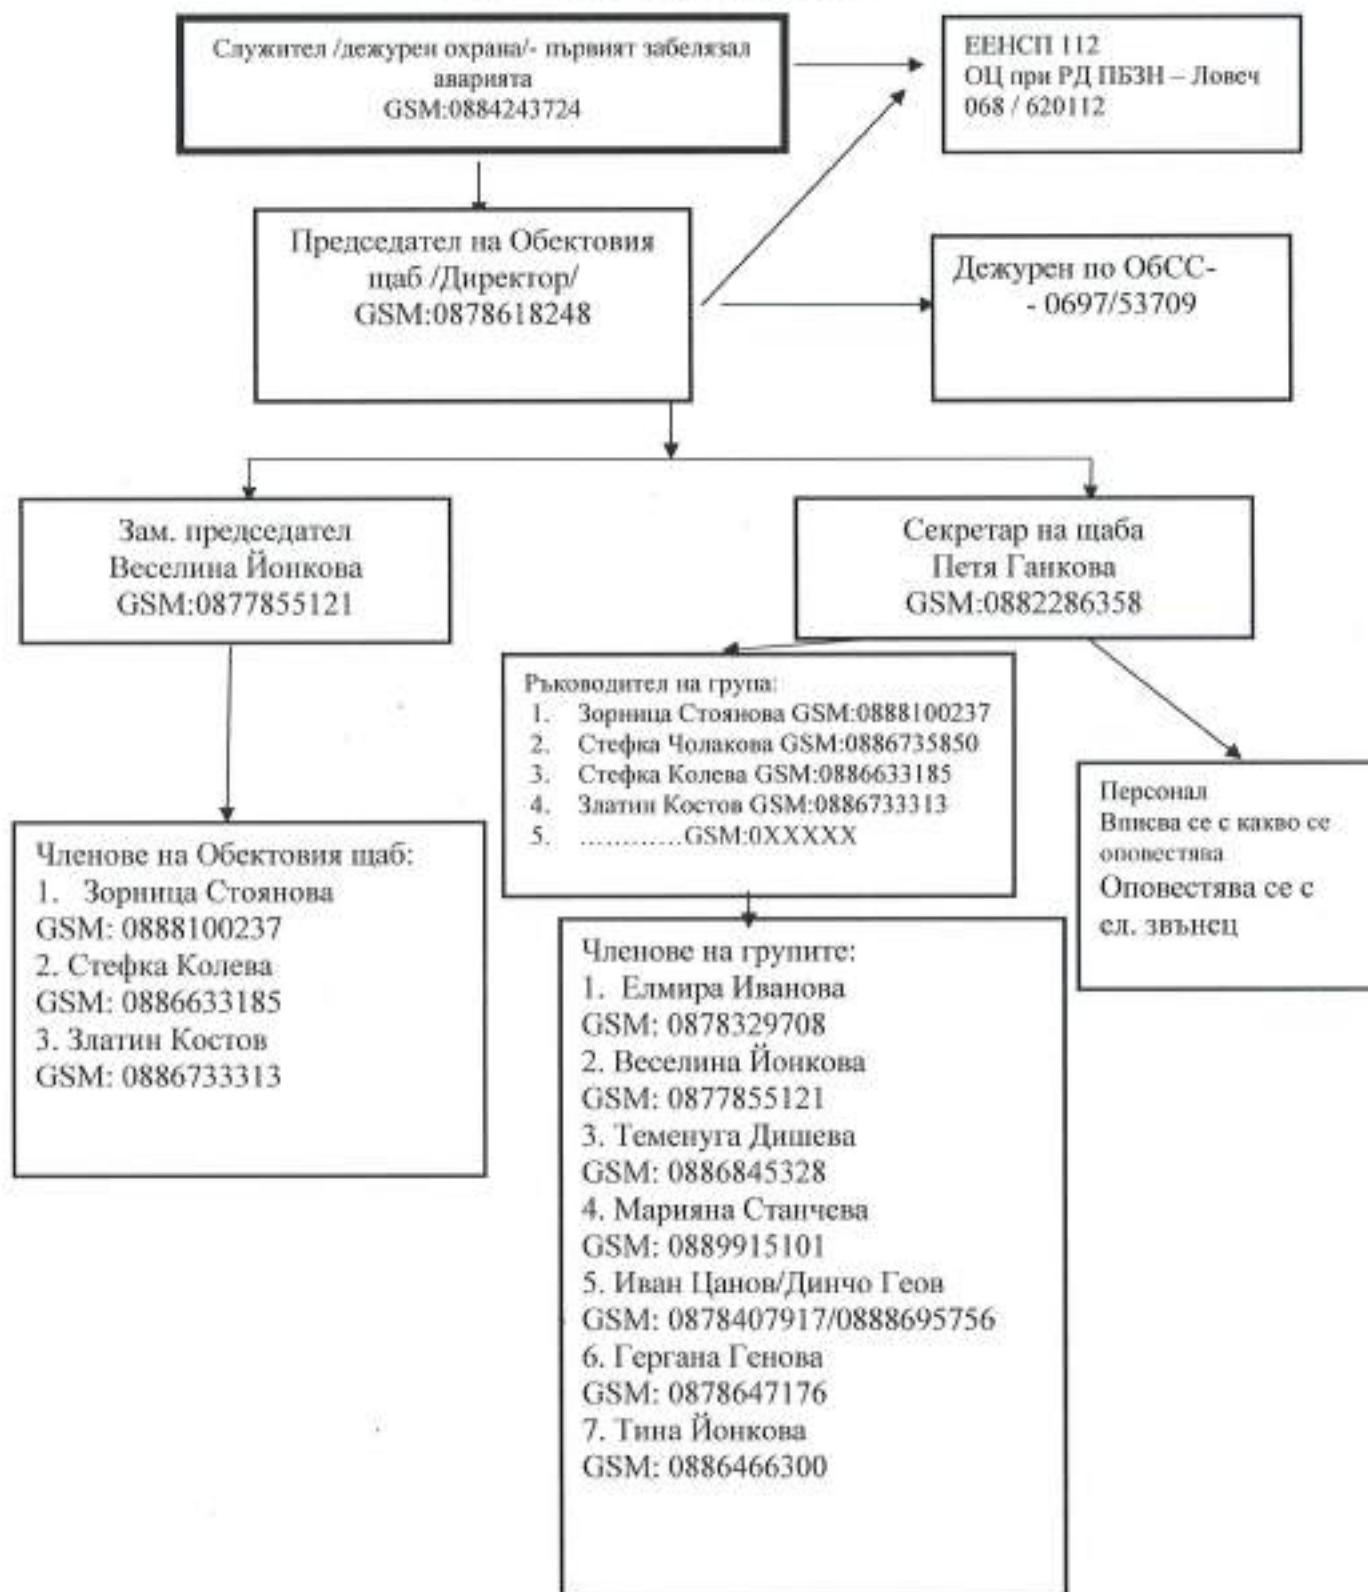 Служител /дежурен охрана/- първият забелязал
аварията
GSM:0884243724
ЕЕНСП 112
ОЦ при РД ПБЗН – Ловеч
068 / 620112
Председател на Обектовия
щаб /Директор/
GSM:0878618248
Дежурен по ОбСС-
- 0697/53709
Зам. председател
Веселина Йонкова
GSM:0877855121
Секретар на щаба
Петя Ганкова
GSM:0882286358
Ръководител на група:
1. Зорница Стоянова GSM:0888100237
2. Стефка Чолакова GSM:0886735850
3. Стефка Колева GSM:0886633185
4. Златин Костов GSM:0886733313
5. …………GSM:0XXXXX
Персонал
Вписва се с какво се
оповестява
Оповестява се с
ел. звънец
Членове на Обектовия щаб:
1. Зорница Стоянова
GSM: 0888100237
2. Стефка Колева
GSM: 0886633185
3. Златин Костов
GSM: 0886733313
Членове на групите:
1. Елмира Иванова
GSM: 0878329708
2. Веселина Йонкова
GSM: 0877855121
3. Теменуга Дишева
GSM: 0886845328
4. Марияна Станчева
GSM: 0889915101
5. Иван Цанов/Динчо Геов
GSM: 0878407917/0888695756
6. Гергана Генова
GSM: 0878647176
7. Тина Йонкова
GSM: 0886466300